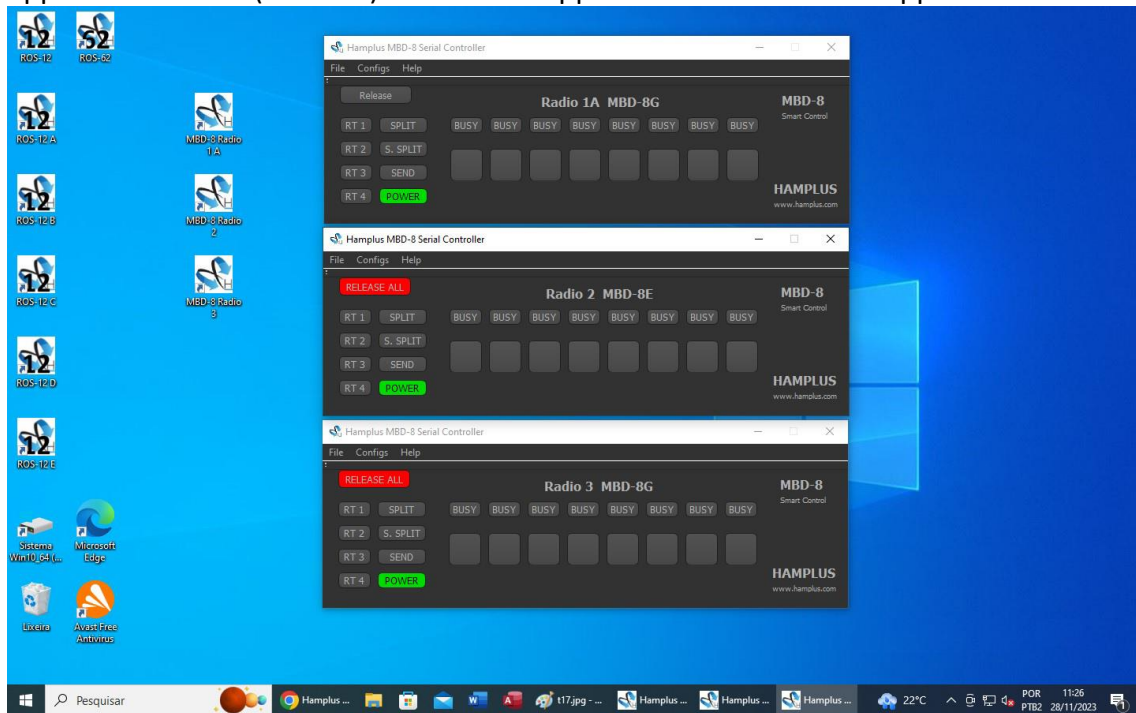 ROS-12
ROS-62
ROS-12 A
MBD-8 Radio
1 A
ROS-12 B
MBD-8 Radio
2
ROS-12 C
MBD-8 Radio
3
ROS-12 D
ROS-12 E
Sistema
Win10_64 (...
Microsoft
Edge
Lixeira
Avast Free
Antivirus
Hamplus MBD-8 Serial Controller
File Configs Help
Release
Radio 1A MBD-8G
MBD-8
Smart Control
RT 1 SPLIT BUSY BUSY BUSY BUSY BUSY BUSY BUSY BUSY
RT 2 S. SPLIT
RT 3 SEND
RT 4 POWER
HAMPLUS
www.hamplus.com
Hamplus MBD-8 Serial Controller
File Configs Help
RELEASE ALL
Radio 2 MBD-8E
MBD-8
Smart Control
RT 1 SPLIT BUSY BUSY BUSY BUSY BUSY BUSY BUSY BUSY
RT 2 S. SPLIT
RT 3 SEND
RT 4 POWER
HAMPLUS
www.hamplus.com
Hamplus MBD-8 Serial Controller
File Configs Help
RELEASE ALL
Radio 3 MBD-8G
MBD-8
Smart Control
RT 1 SPLIT BUSY BUSY BUSY BUSY BUSY BUSY BUSY BUSY
RT 2 S. SPLIT
RT 3 SEND
RT 4 POWER
HAMPLUS
www.hamplus.com
Pesquisar
Hamplus ...
t17.jpg - ...
Hamplus ...
Hamplus ...
Hamplus ...
22°C
POR
PTB2
11:26
28/11/2023